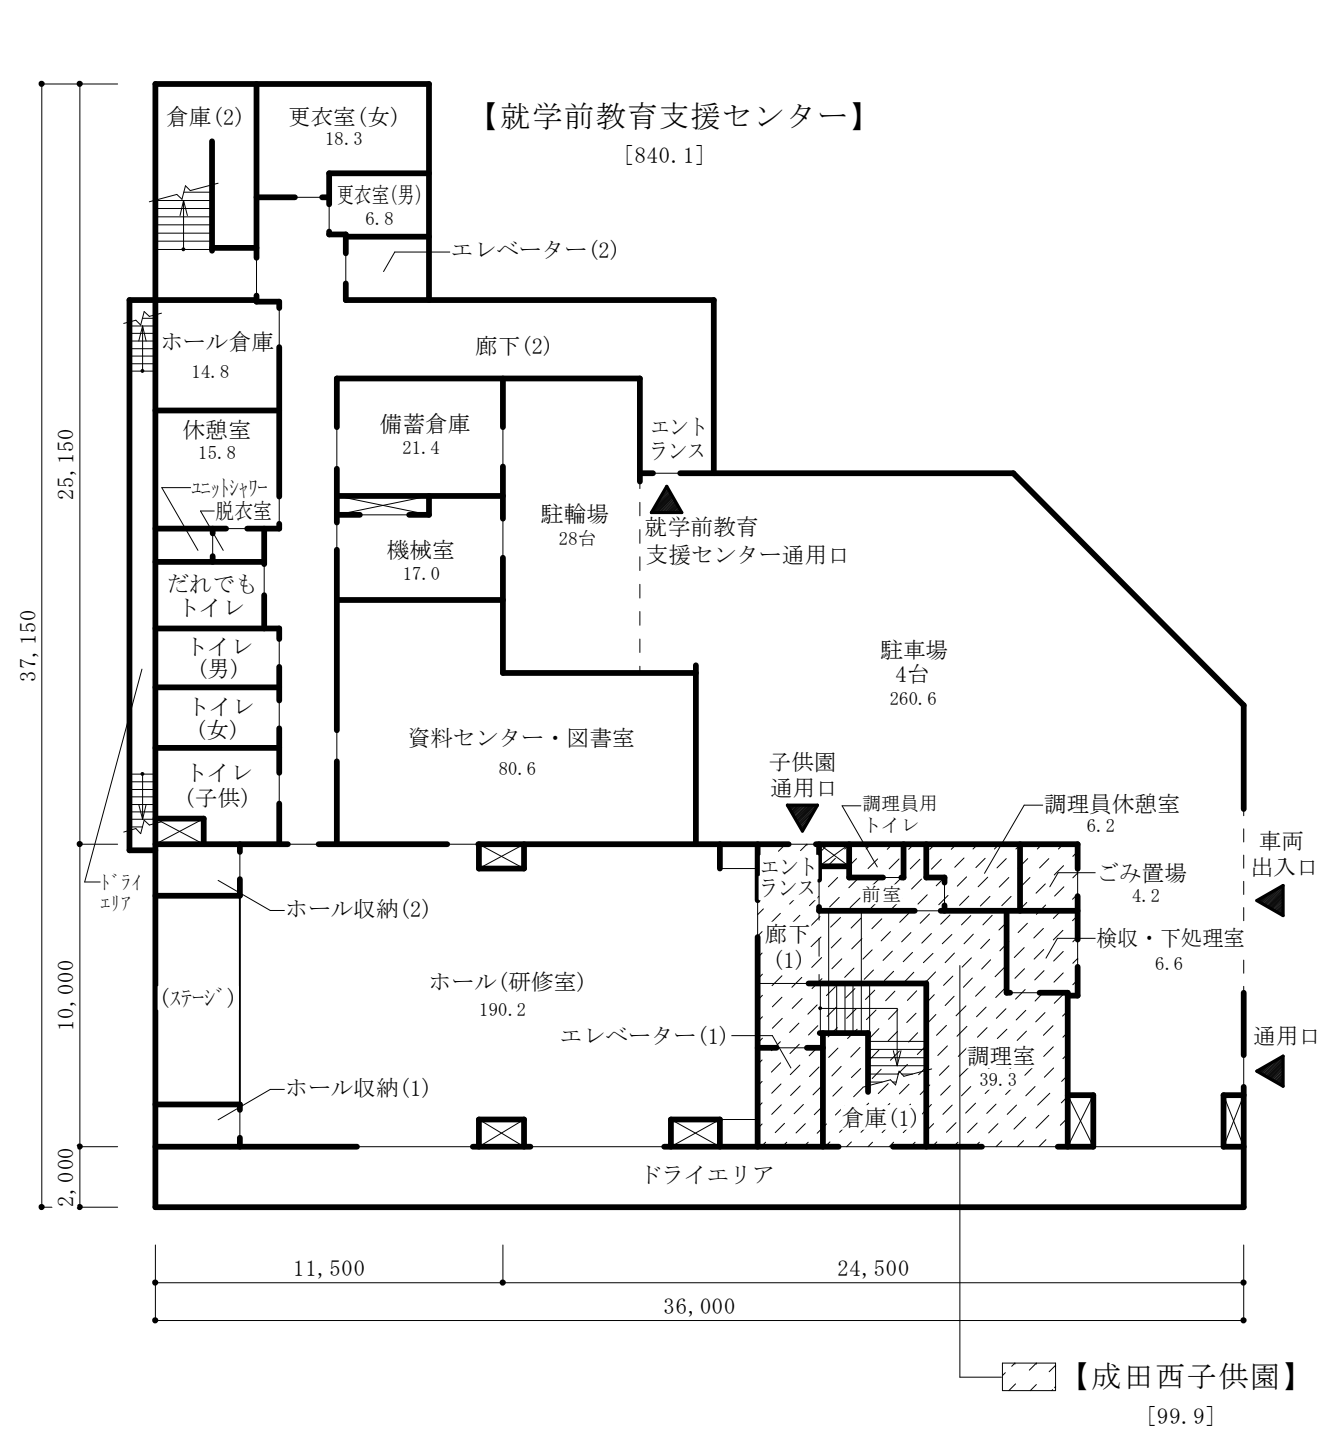 【就学前教育支援センター】
[840.1]
倉庫(2)
更衣室(女)
18.3
更衣室(男)
6.8
エレベーター(2)
ホール倉庫
14.8
廊下(2)
休憩室
15.8
備蓄倉庫
21.4
エント
ランス
ユニットシャワー
脱衣室
駐輪場
28台
就学前教育
支援センター通用口
機械室
17.0
だれでも
トイレ
トイレ
(男)
トイレ
(女)
トイレ
(子供)
駐車場
4台
260.6
資料センター・図書室
80.6
子供園
通用口
調理員用
トイレ
調理員休憩室
6.2
車両
出入口
ごみ置場
4.2
エント
ランス
前室
ドライ
エリア
ホール収納(2)
廊下
(1)
検収・下処理室
6.6
(ステージ)
ホール(研修室)
190.2
エレベーター(1)
通用口
調理室
39.3
ホール収納(1)
倉庫(1)
ドライエリア
25,150
37,150
10,000
2,000
11,500
24,500
36,000
【成田西子供園】
[99.9]